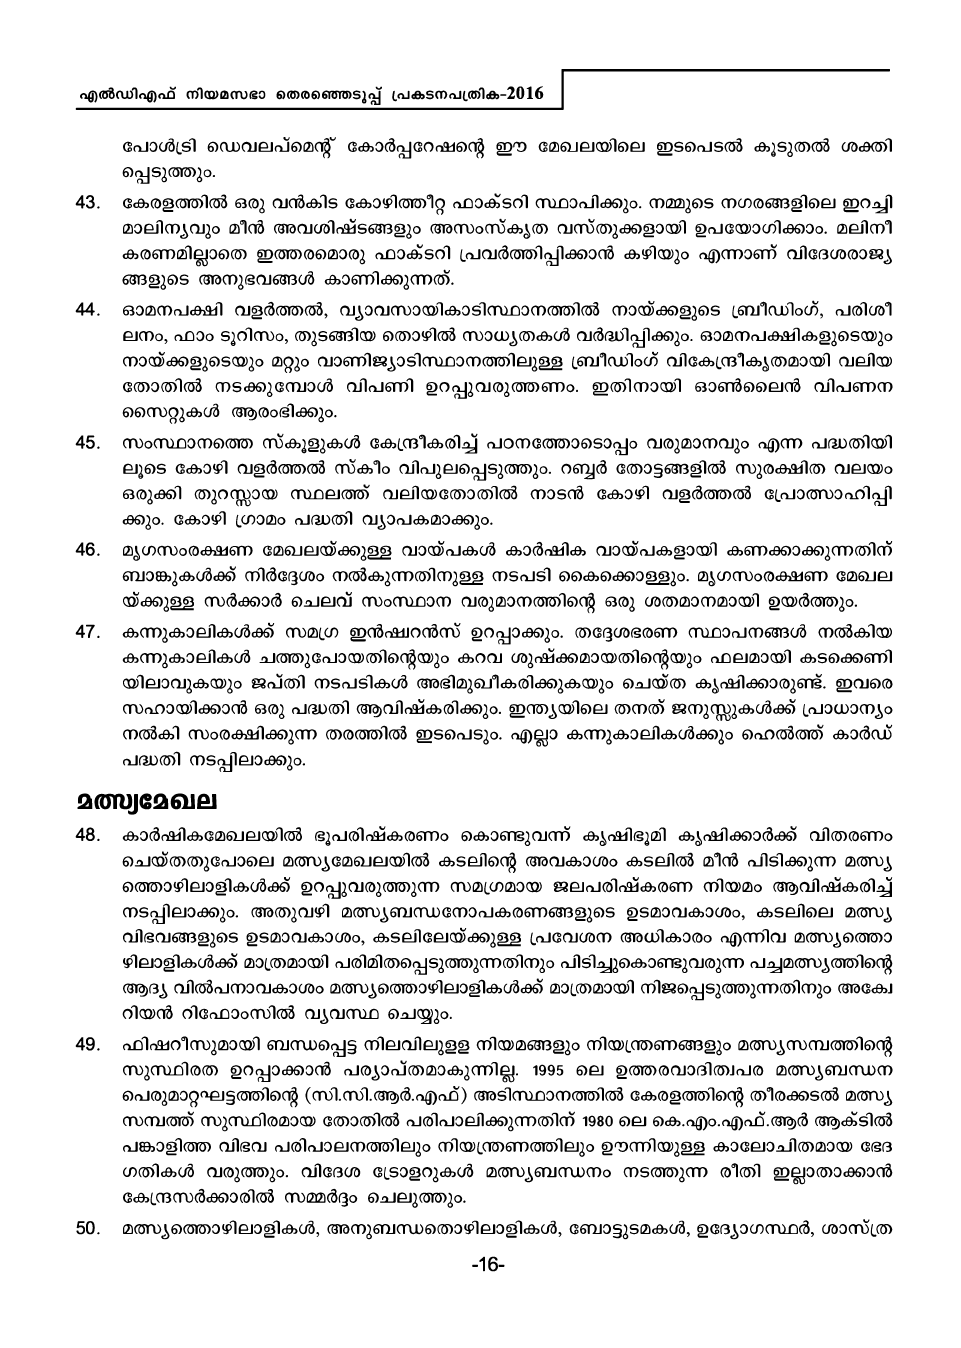 എൽഡിഎഫ് നിയമസഭാ തെരഞ്ഞെടുപ്പ് പ്രകടനപത്രിക-2016
പോൾട്രി ഡെവലപ്മെന്റ് കോർപ്പറേഷന്റെ ഈ മേഖലയിലെ ഇടപെടൽ കൂടുതൽ ശക്തി
പ്പെടുത്തും.
43. കേരളത്തിൽ ഒരു വൻകിട കോഴിത്തീറ്റ ഫാക്ടറി സ്ഥാപിക്കും. നമ്മുടെ നഗരങ്ങളിലെ ഇറച്ചി
മാലിന്യവും മീൻ അവശിഷ്ടങ്ങളും അസംസ്കൃത വസ്തുക്കളായി ഉപയോഗിക്കാം. മലിനീ
കരണമില്ലാതെ ഇത്തരമൊരു ഫാക്ടറി പ്രവർത്തിപ്പിക്കാൻ കഴിയും എന്നാണ് വിദേശരാജ്യ
ങ്ങളുടെ അനുഭവങ്ങൾ കാണിക്കുന്നത്.
44. ഓമനപക്ഷി വളർത്തൽ, വ്യാവസായികാടിസ്ഥാനത്തിൽ നായ്ക്കളുടെ ബ്രീഡിംഗ്, പരിശീ
ലനം, ഫാം ടൂറിസം, തുടങ്ങിയ തൊഴിൽ സാധ്യതകൾ വർദ്ധിപ്പിക്കും. ഓമനപക്ഷികളുടെയും
നായ്ക്കളുടെയും മറ്റും വാണിജ്യാടിസ്ഥാനത്തിലുള്ള ബ്രീഡിംഗ് വികേന്ദ്രീകൃതമായി വലിയ
തോതിൽ നടക്കുമ്പോൾ വിപണി ഉറപ്പുവരുത്തണം. ഇതിനായി ഓൺലൈൻ വിപണന
സൈറ്റുകൾ ആരംഭിക്കും.
45. സംസ്ഥാനത്തെ സ്കൂളുകൾ കേന്ദ്രീകരിച്ച് പഠനത്തോടൊപ്പം വരുമാനവും എന്ന പദ്ധതിയി
ലൂടെ കോഴി വളർത്തൽ സ്കീം വിപുലപ്പെടുത്തും. റബ്ബർ തോട്ടങ്ങളിൽ സുരക്ഷിത വലയം
ഒരുക്കി തുറസ്സായ സ്ഥലത്ത് വലിയതോതിൽ നാടൻ കോഴി വളർത്തൽ പ്രോത്സാഹിപ്പി
ക്കും. കോഴി ഗ്രാമം പദ്ധതി വ്യാപകമാക്കും.
46. മൃഗസംരക്ഷണ മേഖലയ്ക്കുള്ള വായ്പകൾ കാർഷിക വായ്പകളായി കണക്കാക്കുന്നതിന്
ബാങ്കുകൾക്ക് നിർദ്ദേശം നൽകുന്നതിനുള്ള നടപടി കൈക്കൊള്ളും. മൃഗസംരക്ഷണ മേഖല
യ്ക്കുള്ള സർക്കാർ ചെലവ് സംസ്ഥാന വരുമാനത്തിന്റെ ഒരു ശതമാനമായി ഉയർത്തും.
47. കന്നുകാലികൾക്ക് സമഗ്ര ഇൻഷുറൻസ് ഉറപ്പാക്കും. തദ്ദേശഭരണ സ്ഥാപനങ്ങൾ നൽകിയ
കന്നുകാലികൾ ചത്തുപോയതിന്റെയും കറവ ശുഷ്ക്കമായതിന്റെയും ഫലമായി കടക്കെണി
യിലാവുകയും ജപ്തി നടപടികൾ അഭിമുഖീകരിക്കുകയും ചെയ്ത കൃഷിക്കാരുണ്ട്. ഇവരെ
സഹായിക്കാൻ ഒരു പദ്ധതി ആവിഷ്കരിക്കും. ഇന്ത്യയിലെ തനത് ജനുസ്സുകൾക്ക് പ്രാധാന്യം
നൽകി സംരക്ഷിക്കുന്ന തരത്തിൽ ഇടപെടും. എല്ലാ കന്നുകാലികൾക്കും ഹെൽത്ത് കാർഡ്
പദ്ധതി നടപ്പിലാക്കും.
മത്സ്യമേഖല
48. കാർഷികമേഖലയിൽ ഭൂപരിഷ്കരണം കൊണ്ടുവന്ന് കൃഷിഭൂമി കൃഷിക്കാർക്ക് വിതരണം
ചെയ്തതുപോലെ മത്സ്യമേഖലയിൽ കടലിന്റെ അവകാശം കടലിൽ മീൻ പിടിക്കുന്ന മത്സ്യ
ത്തൊഴിലാളികൾക്ക് ഉറപ്പുവരുത്തുന്ന സമഗ്രമായ ജലപരിഷ്കരണ നിയമം ആവിഷ്കരിച്ച്
നടപ്പിലാക്കും. അതുവഴി മത്സ്യബന്ധനോപകരണങ്ങളുടെ ഉടമാവകാശം, കടലിലെ മത്സ്യ
വിഭവങ്ങളുടെ ഉടമാവകാശം, കടലിലേയ്ക്കുള്ള പ്രവേശന അധികാരം എന്നിവ മത്സ്യത്തൊ
ഴിലാളികൾക്ക് മാത്രമായി പരിമിതപ്പെടുത്തുന്നതിനും പിടിച്ചുകൊണ്ടുവരുന്ന പച്ചമത്സ്യത്തിന്റെ
ആദ്യ വിൽപനാവകാശം മത്സ്യത്തൊഴിലാളികൾക്ക് മാത്രമായി നിജപ്പെടുത്തുന്നതിനും അക്വേ
റിയൻ റിഫോംസിൽ വ്യവസ്ഥ ചെയ്യും.
49. ഫിഷറീസുമായി ബന്ധപ്പെട്ട നിലവിലുളള നിയമങ്ങളും നിയന്ത്രണങ്ങളും മത്സ്യസമ്പത്തിന്റെ
സുസ്ഥിരത ഉറപ്പാക്കാൻ പര്യാപ്തമാകുന്നില്ല. 1995 ലെ ഉത്തരവാദിത്വപര മത്സ്യബന്ധന
പെരുമാറ്റഘട്ടത്തിന്റെ (സി.സി.ആർ.എഫ്) അടിസ്ഥാനത്തിൽ കേരളത്തിന്റെ തീരക്കടൽ മത്സ്യ
സമ്പത്ത് സുസ്ഥിരമായ തോതിൽ പരിപാലിക്കുന്നതിന് 1980 ലെ കെ.എം.എഫ്.ആർ ആക്ടിൽ
പങ്കാളിത്ത വിഭവ പരിപാലനത്തിലും നിയന്ത്രണത്തിലും ഊന്നിയുള്ള കാലോചിതമായ ഭേദ
ഗതികൾ വരുത്തും. വിദേശ ട്രോളറുകൾ മത്സ്യബന്ധനം നടത്തുന്ന രീതി ഇല്ലാതാക്കാൻ
കേന്ദ്രസർക്കാരിൽ സമ്മർദ്ദം ചെലുത്തും.
50. മത്സ്യത്തൊഴിലാളികൾ, അനുബന്ധതൊഴിലാളികൾ, ബോട്ടുടമകൾ, ഉദ്യോഗസ്ഥർ, ശാസ്ത്ര
-16-